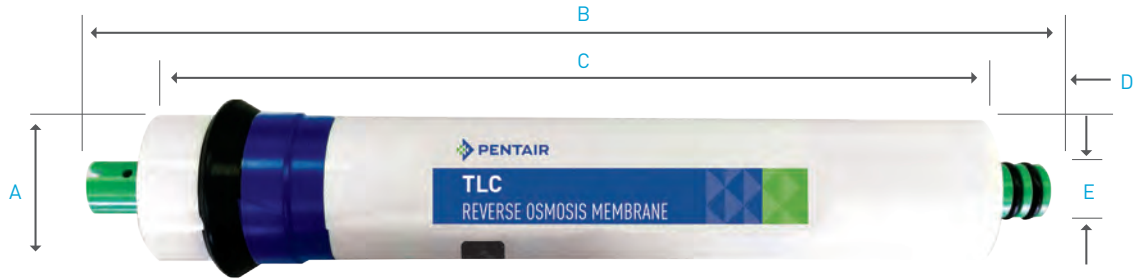 B
C
D
A
E
PENTAIR
TLC
REVERSE OSMOSIS MEMBRANE